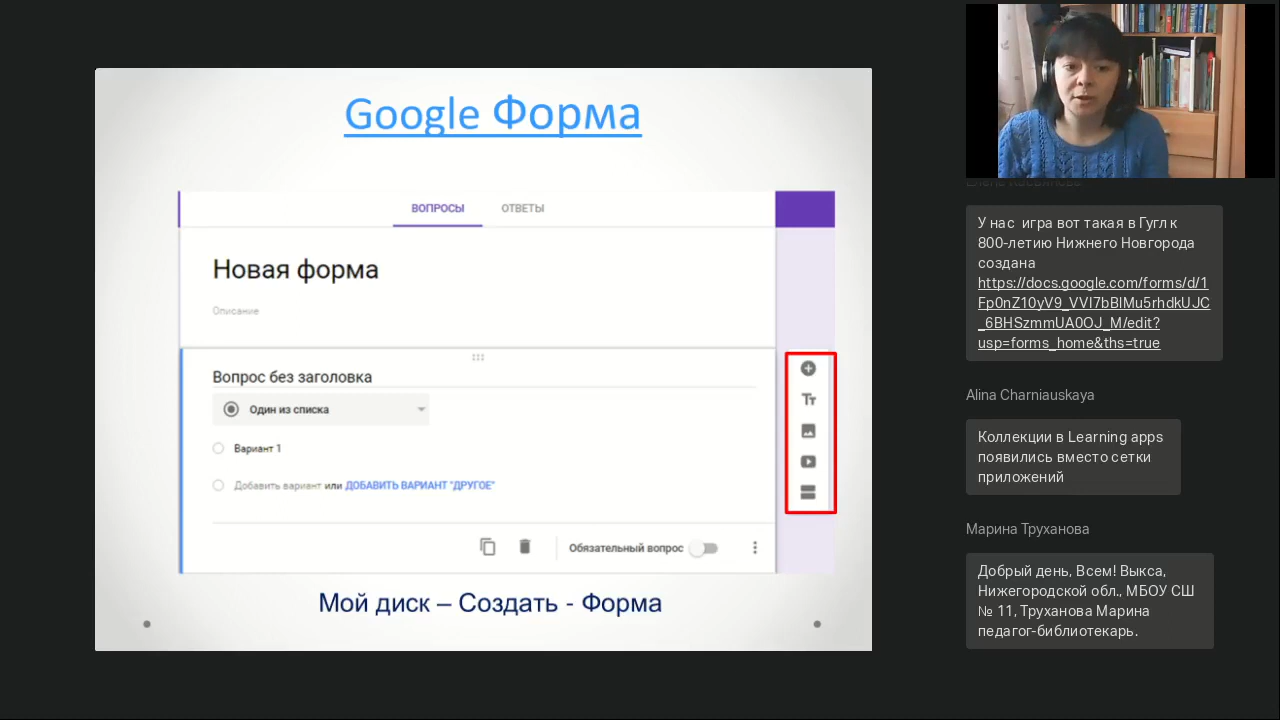 Google Форма
ВОПРОСЫ ОТВЕТЫ
Новая форма
Описание
Вопрос без заголовка
Один из списка
Вариант 1
Добавить вариант или ДОБАВИТЬ ВАРИАНТ "ДРУГОЕ"
Обязательный вопрос
Tт
Мой диск – Создать - Форма
У нас игра вот такая в Гугл к
800-летию Нижнего Новгорода
создана
https://docs.google.com/forms/d/1
Fp0nZ10yV9_VVI7bBIMu5rhdkUJC
_6BHSzmmUA0OJ_M/edit?
usp=forms_home&ths=true
Alina Charniauskaya
Коллекции в Learning apps
появились вместо сетки
приложений
Марина Труханова
Добрый день, Всем! Выкса,
Нижегородской обл., МБОУ СШ
№ 11, Труханова Марина
педагог-библиотекарь.